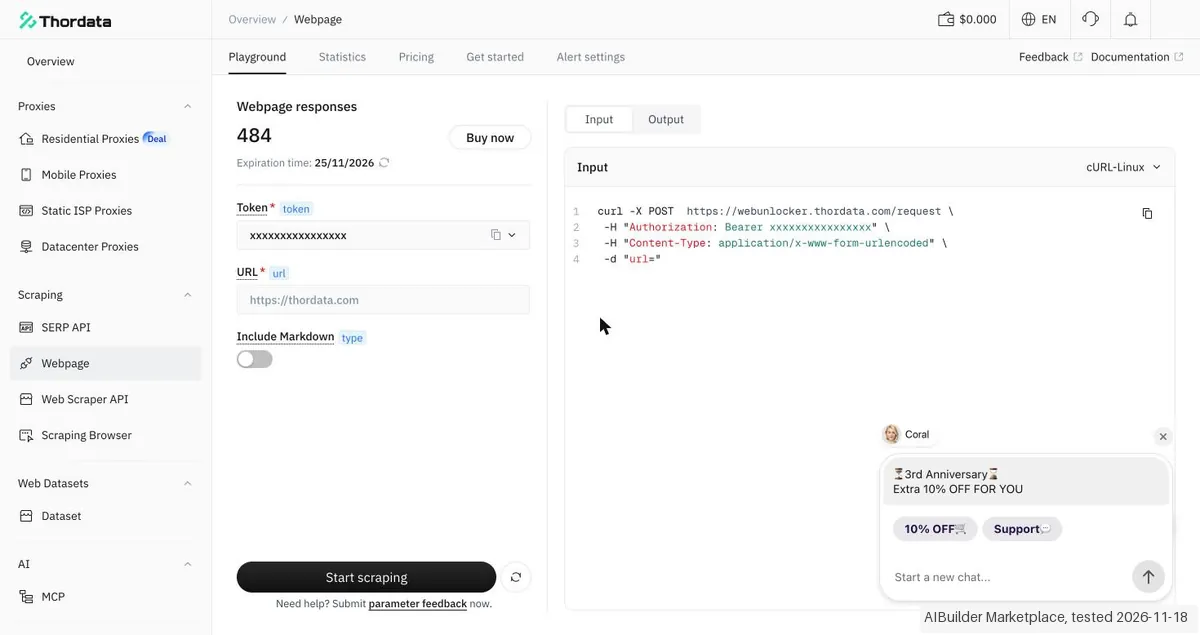 Thordata
Overview / Webpage
$0.000
EN
Overview
Proxies
Residential Proxies Deal
Mobile Proxies
Static ISP Proxies
Datacenter Proxies
Scraping
SERP API
Webpage
Web Scraper API
Scraping Browser
Web Datasets
Dataset
AI
MCP
Playground
Statistics
Pricing
Get started
Alert settings
Feedback
Documentation
Webpage responses
484
Buy now
Expiration time: 25/11/2026
Token* token
xxxxxxxxxxxxxxxx
URL* url
https://thordata.com
Include Markdown type
Start scraping
Need help? Submit parameter feedback now.
Input
Output
Input
cURL-Linux
1 curl -X POST https://webunlocker.thordata.com/request \
2 -H "Authorization: Bearer xxxxxxxxxxxxxxxx" \
3 -H "Content-Type: application/x-www-form-urlencoded" \
4 -d "url="
Coral
⏳3rd Anniversary⌛
Extra 10% OFF FOR YOU
10% OFF🛒
Support💬
Start a new chat...
AIBuilder Marketplace, tested 2026-11-18